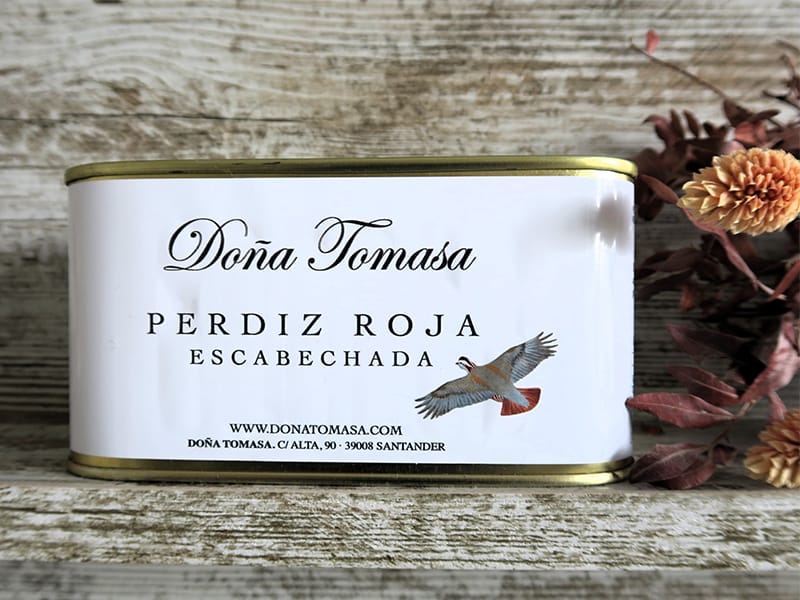 Doña Tomasa
PERDIZ ROJA
ESCABECHADA
WWW.DONATOMASA.COM
DOÑA TOMASA. C/ ALTA, 90 · 39008 SANTANDER